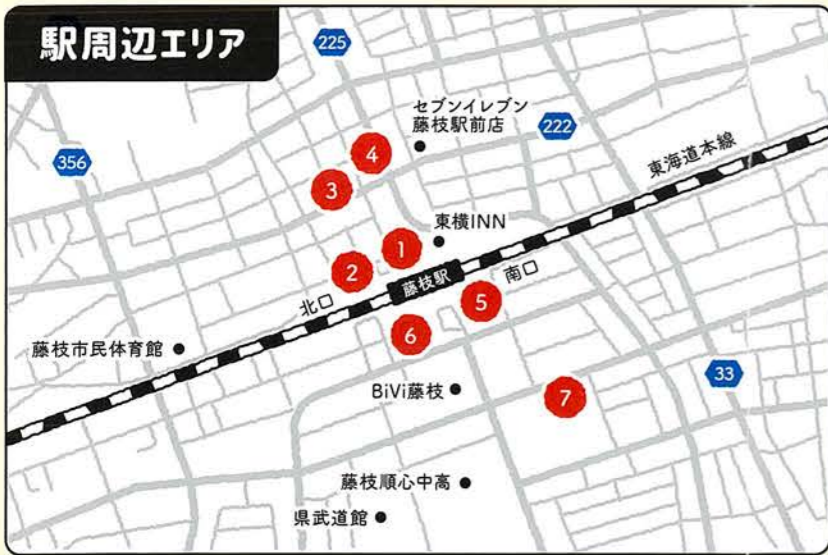 駅周辺エリア
225
セブンイレブン
藤枝駅前店
222
356
4
3
東海道本線
東横INN
1
2
藤枝駅
南口
北口
5
6
藤枝市民体育館
33
BiVi藤枝
7
藤枝順心中高
県武道館